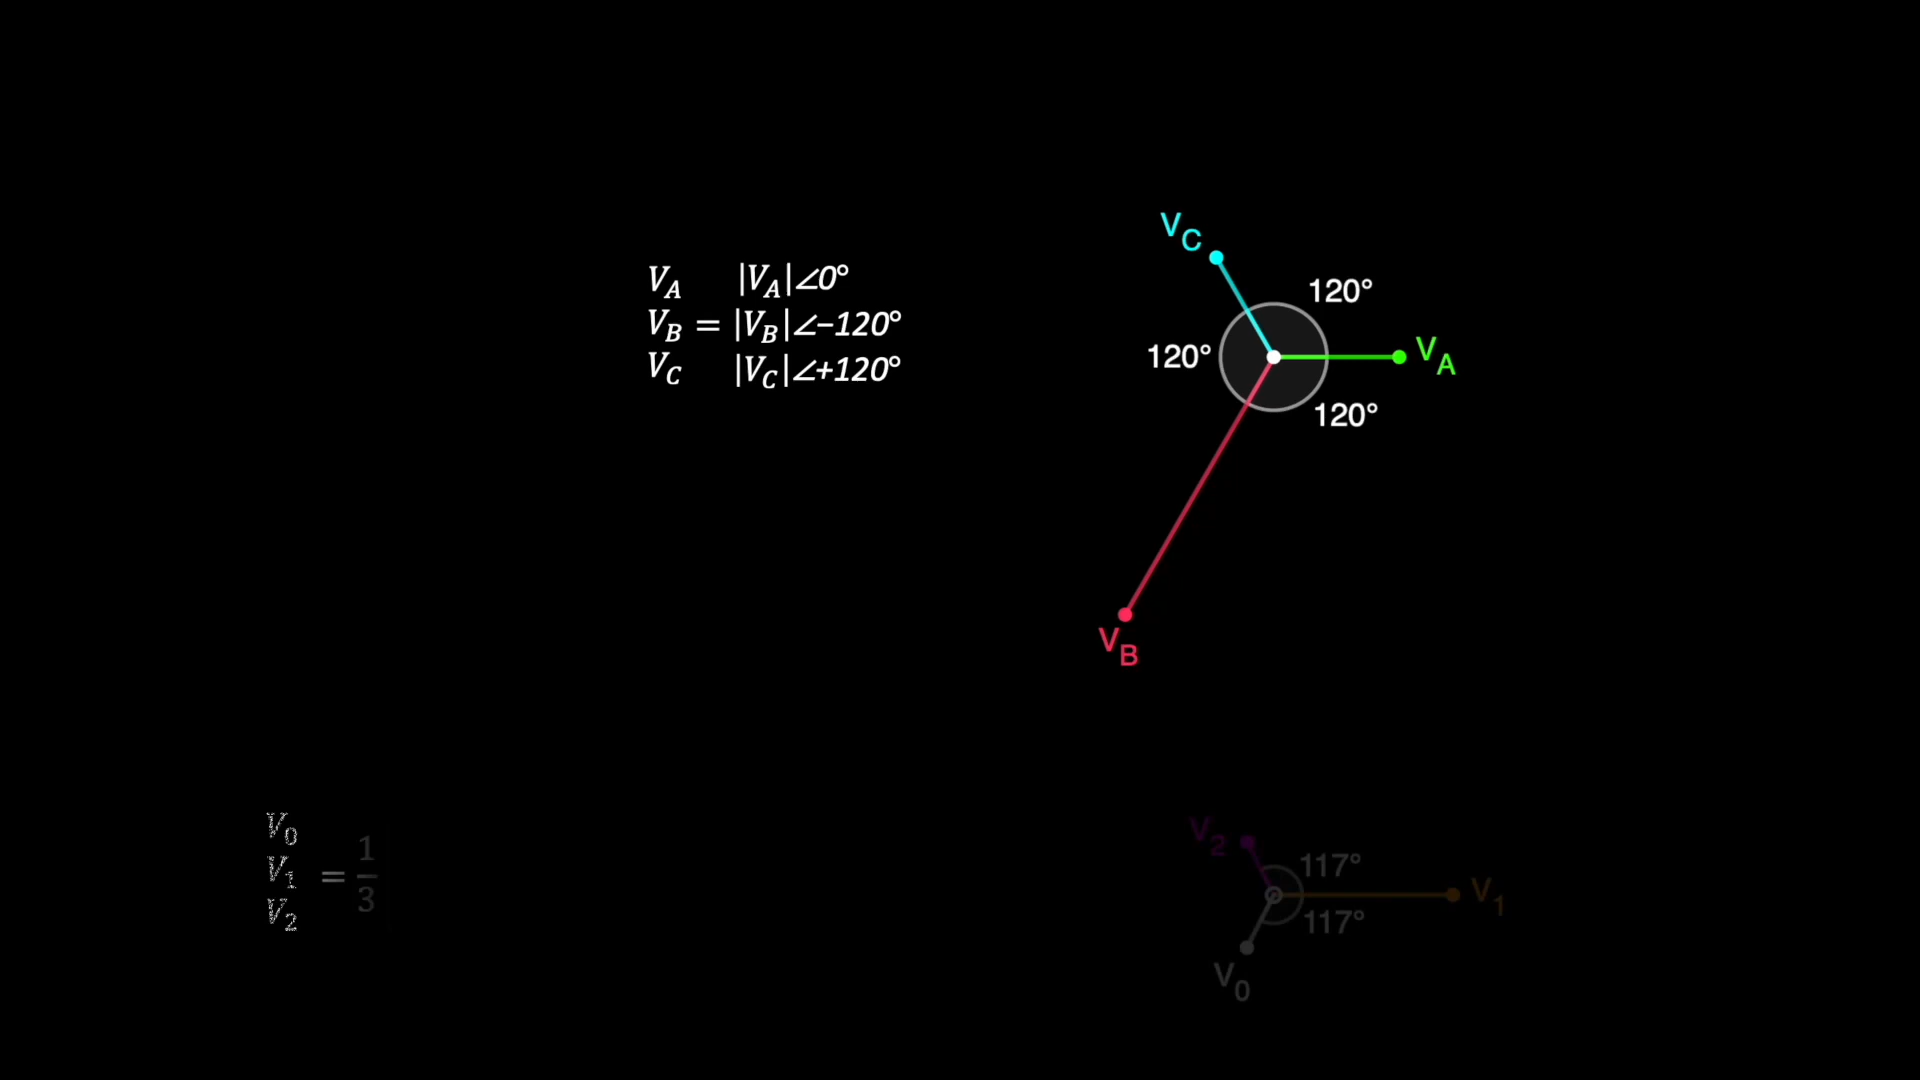 V_A |V_A|∠0°
V_B = |V_B|∠−120°
V_C |V_C|∠+120°
V_C
120°
120°
V_A
120°
V_B
V_0
V_1 = 1/3
V_2
V_2
117°
V_1
117°
V_0